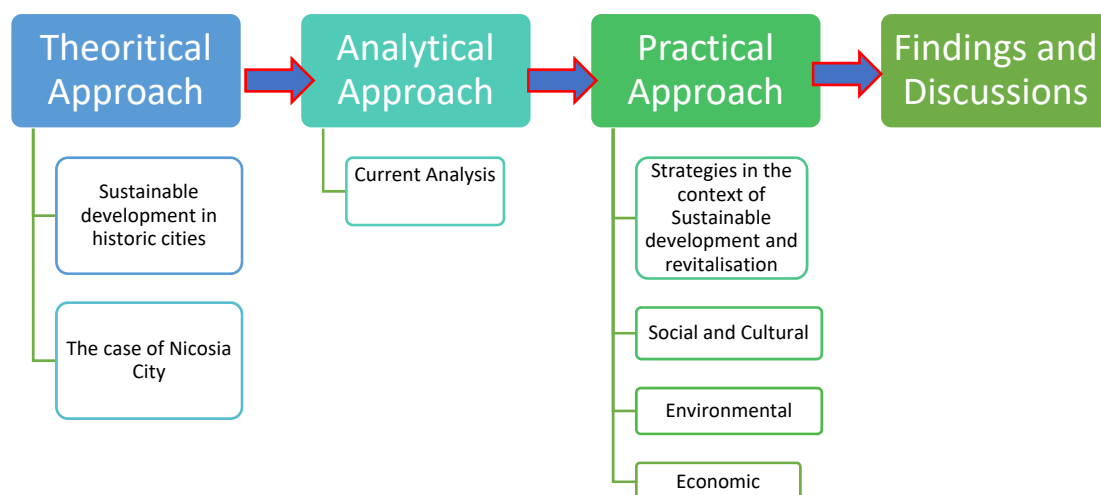 Theoritical
Approach
Analytical
Approach
Practical
Approach
Findings and
Discussions
Sustainable
development in
historic cities
The case of Nicosia
City
Current Analysis
Strategies in the
context of
Sustainable
development and
revitalisation
Social and Cultural
Environmental
Economic